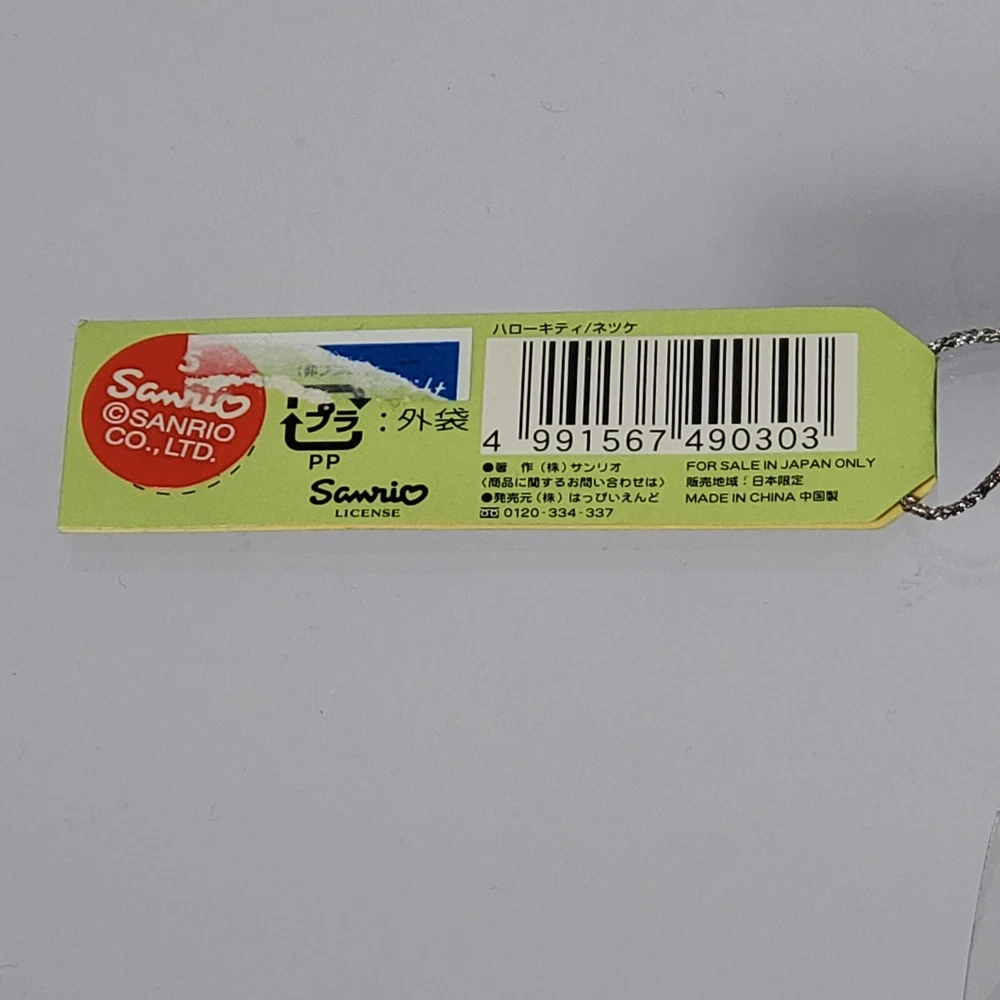 Sanrio
©SANRIO
CO.,LTD.
プラ
:外袋
PP
Sanrio
LICENSE
ハローキティ/ネツケ
4 991567 490303
●著 作(株)サンリオ
〈商品に関するお問い合わせは〉
●発売元(株)はっぴいえんど
0120-334-337
FOR SALE IN JAPAN ONLY
販売地域:日本限定
MADE IN CHINA 中国製